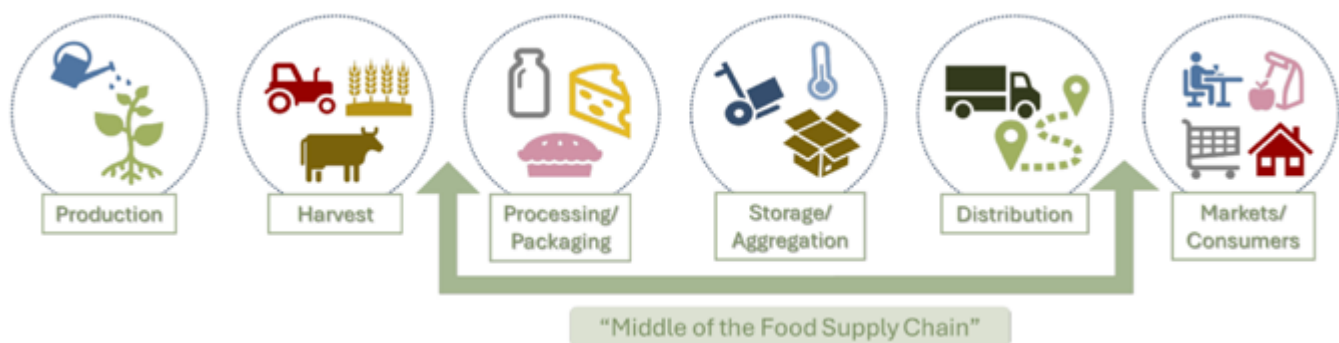 Production
Harvest
Processing/
Packaging
Storage/
Aggregation
Distribution
Markets/
Consumers
“Middle of the Food Supply Chain”